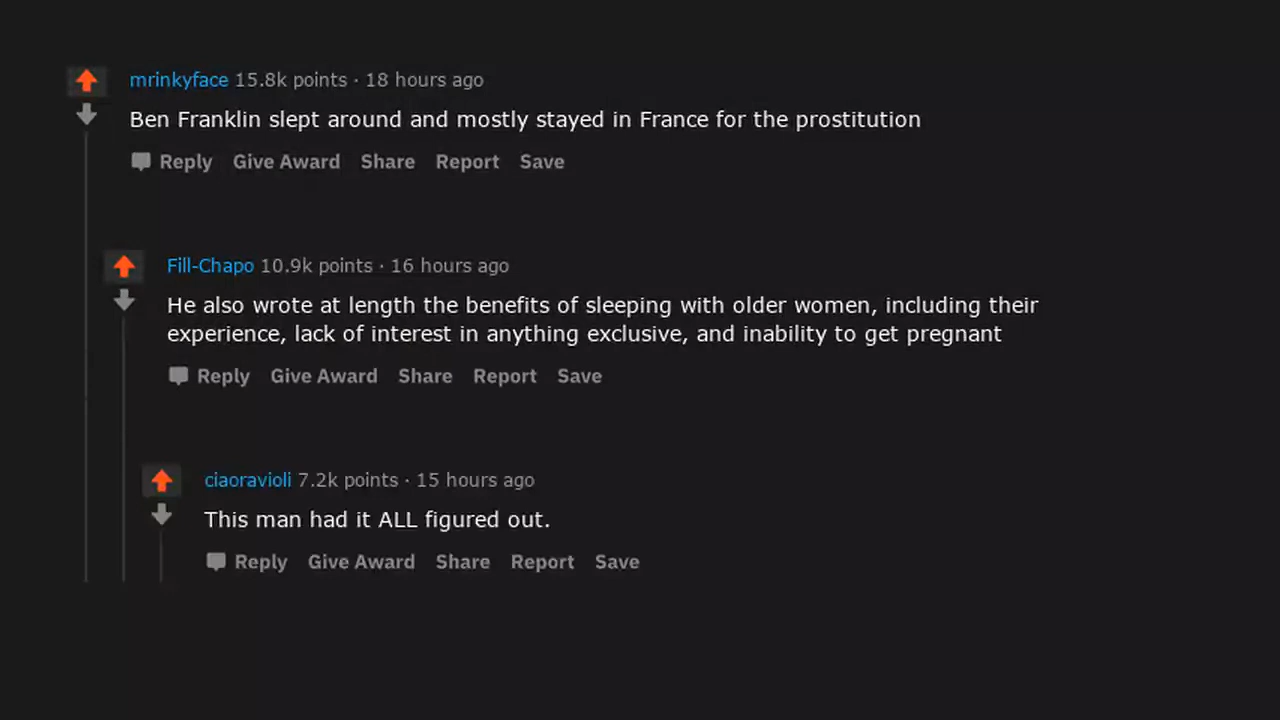 mrinkyface 15.8k points · 18 hours ago
Ben Franklin slept around and mostly stayed in France for the prostitution
Reply Give Award Share Report Save
Fill-Chapo 10.9k points · 16 hours ago
He also wrote at length the benefits of sleeping with older women, including their
experience, lack of interest in anything exclusive, and inability to get pregnant
Reply Give Award Share Report Save
ciaoravioli 7.2k points · 15 hours ago
This man had it ALL figured out.
Reply Give Award Share Report Save